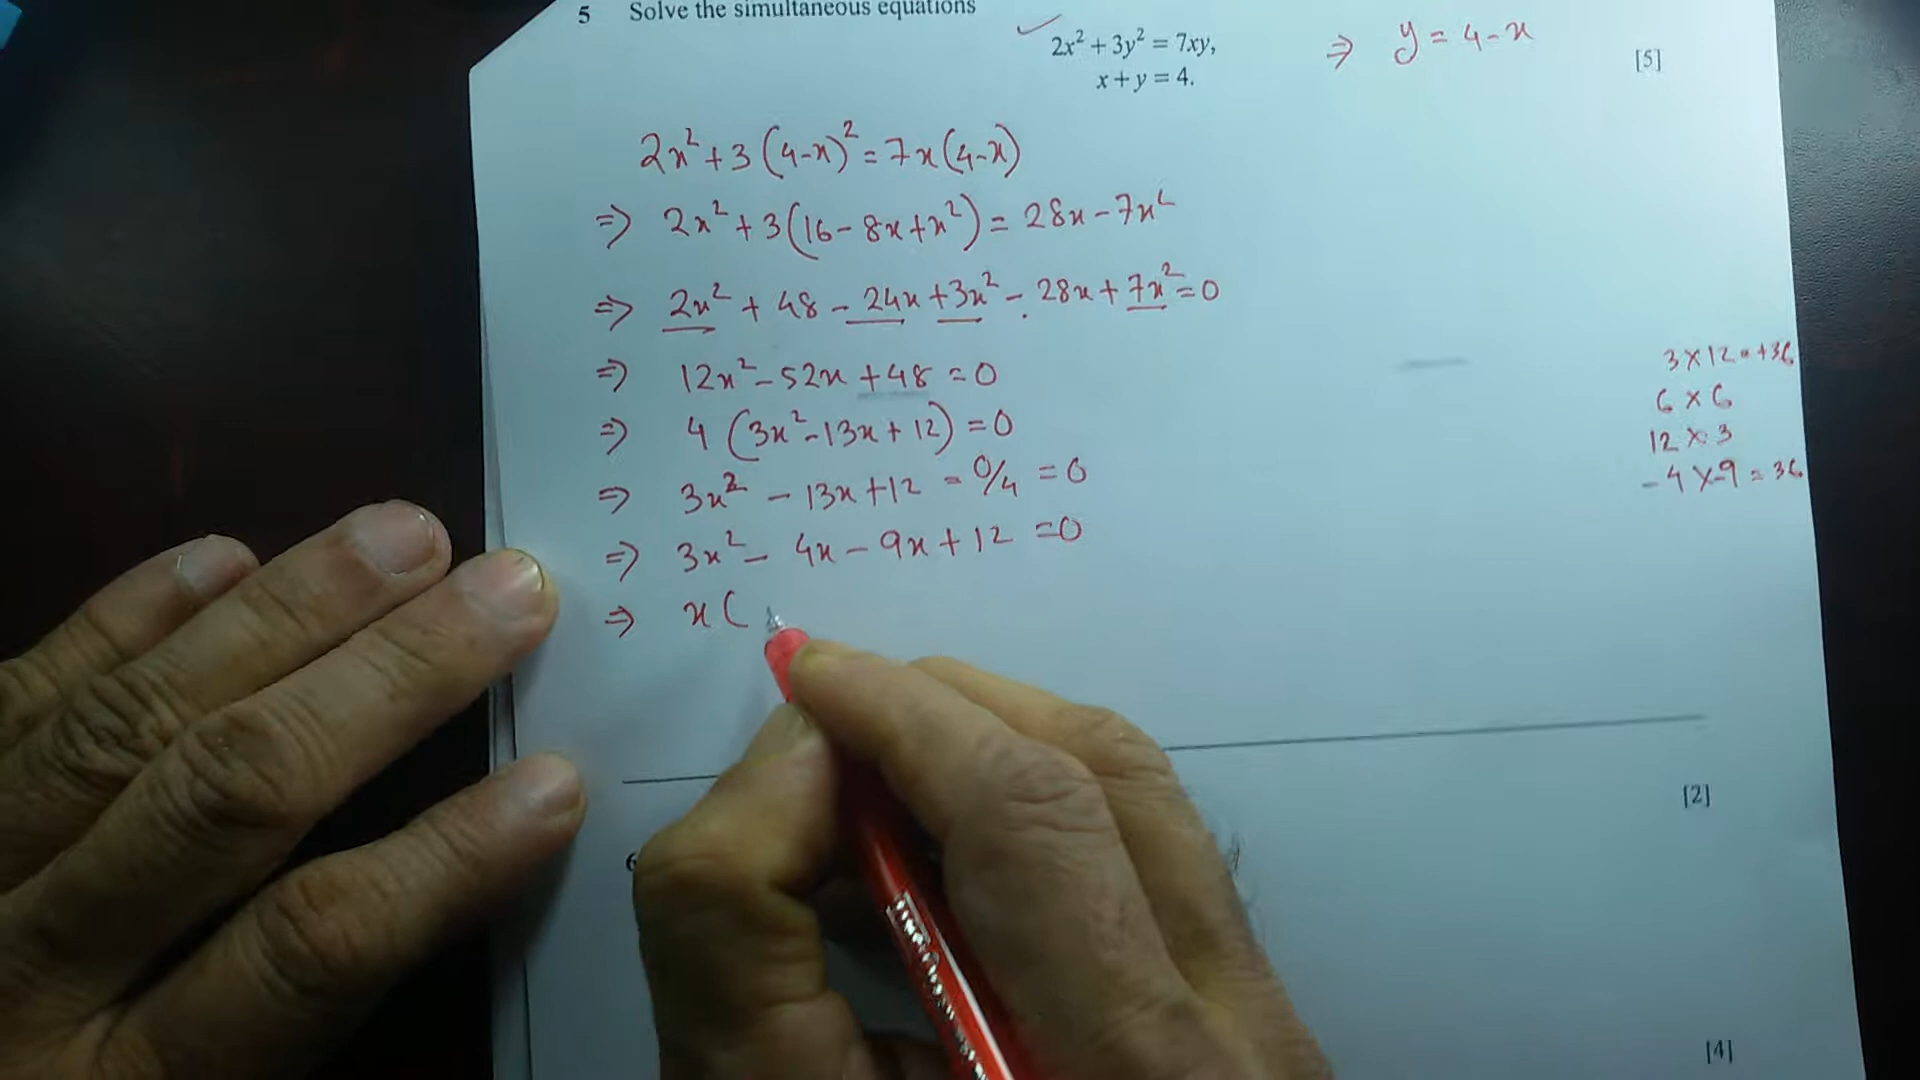 5 Solve the simultaneous equations
2x² + 3y² = 7xy,
x + y = 4.
⇒ y = 4 - x
[5]
2x² + 3(4-x)² = 7x(4-x)
⇒ 2x² + 3(16 - 8x + x²) = 28x - 7x²
⇒ 2x² + 48 - 24x + 3x² - 28x + 7x² = 0
⇒ 12x² - 52x + 48 = 0
⇒ 4 (3x² - 13x + 12) = 0
⇒ 3x² - 13x + 12 = 0/4 = 0
⇒ 3x² - 4x - 9x + 12 = 0
⇒ x (
3 × 12 = +36
6 × 6
12 × 3
-4 × -9 = 36
[2]
6
[4]